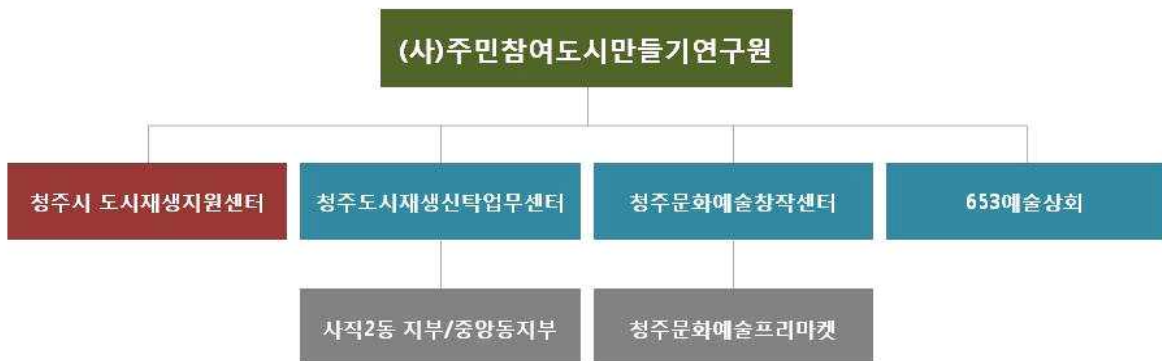 (사)주민참여도시만들기연구원
청주시 도시재생지원센터
청주도시재생신탁업무센터
청주문화예술창작센터
653예술상회
사직2동 지부/중앙동지부
청주문화예술프리마켓